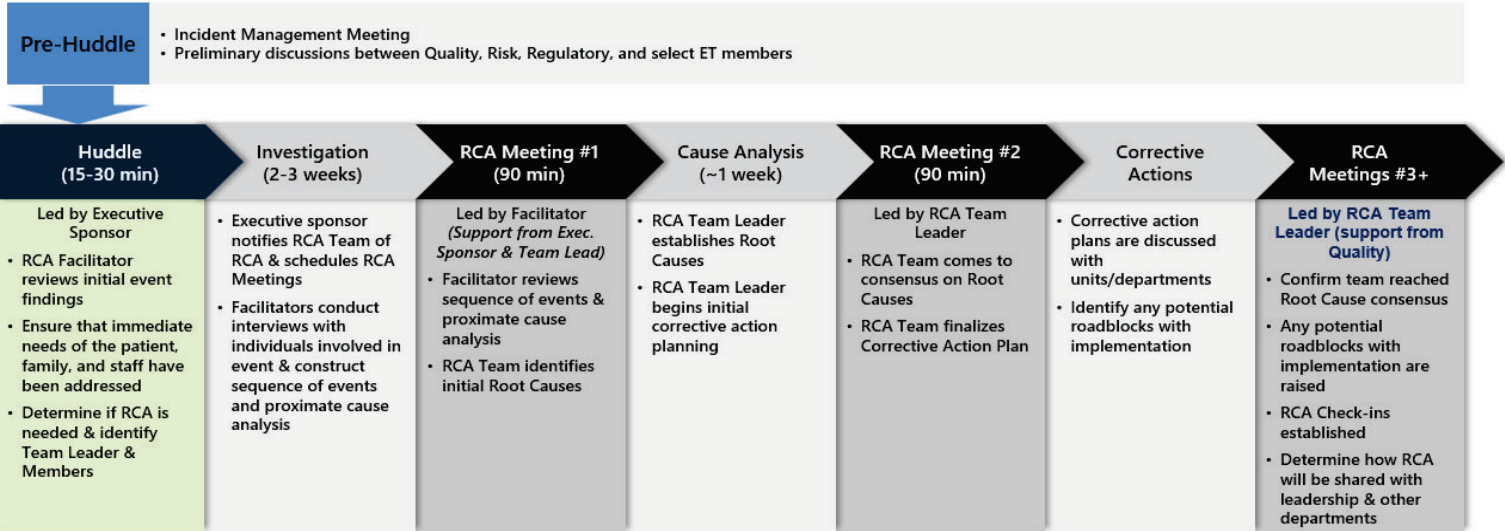 Pre-Huddle
• Incident Management Meeting
• Preliminary discussions between Quality, Risk, Regulatory, and select ET members
Huddle
(15-30 min)
Led by Executive
Sponsor
• RCA Facilitator
reviews initial event
findings
• Ensure that immediate
needs of the patient,
family, and staff have
been addressed
• Determine if RCA is
needed & identify
Team Leader &
Members
Investigation
(2-3 weeks)
• Executive sponsor
notifies RCA Team of
RCA & schedules RCA
Meetings
• Facilitators conduct
interviews with
individuals involved in
event & construct
sequence of events
and proximate cause
analysis
RCA Meeting #1
(90 min)
Led by Facilitator
(Support from Exec.
Sponsor & Team Lead)
• Facilitator reviews
sequence of events &
proximate cause
analysis
• RCA Team identifies
initial Root Causes
Cause Analysis
(~1 week)
• RCA Team Leader
establishes Root
Causes
• RCA Team Leader
begins initial
corrective action
planning
RCA Meeting #2
(90 min)
Led by RCA Team
Leader
• RCA Team comes to
consensus on Root
Causes
• RCA Team finalizes
Corrective Action Plan
Corrective
Actions
• Corrective action
plans are discussed
with
units/departments
• Identify any potential
roadblocks with
implementation
RCA
Meetings #3+
Led by RCA Team
Leader (support from
Quality)
• Confirm team reached
Root Cause consensus
• Any potential
roadblocks with
implementation are
raised
• RCA Check-ins
established
• Determine how RCA
will be shared with
leadership & other
departments